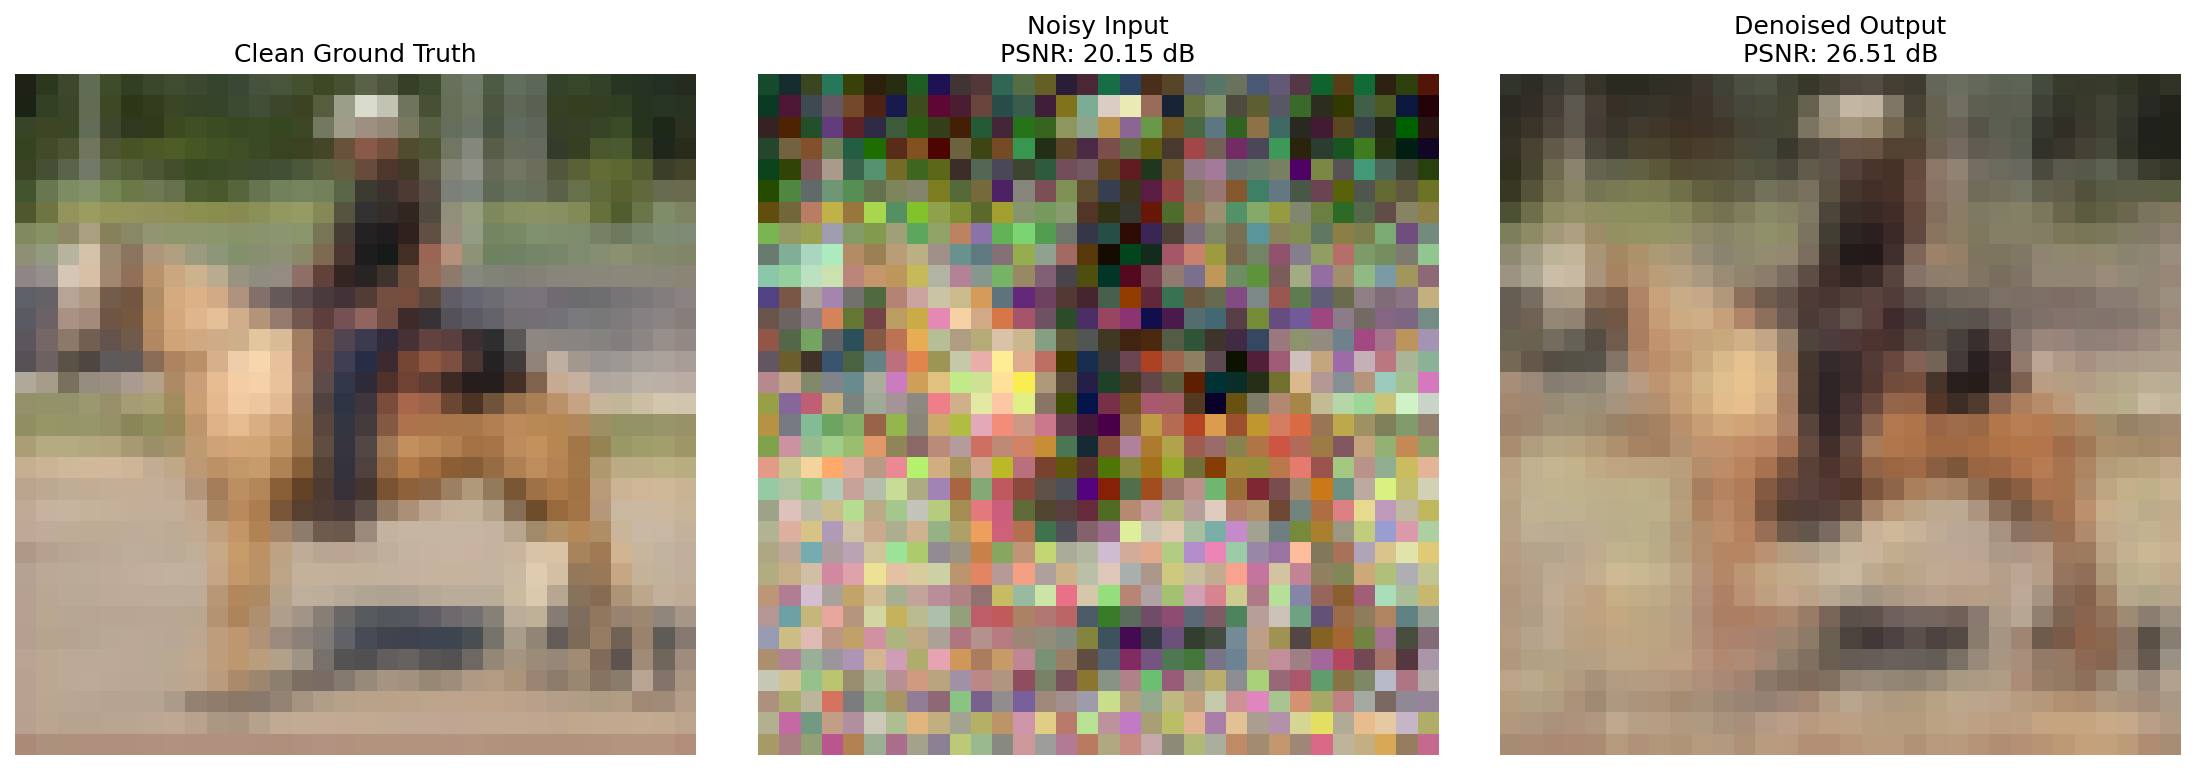 Clean Ground Truth
Noisy Input
PSNR: 20.15 dB
Denoised Output
PSNR: 26.51 dB